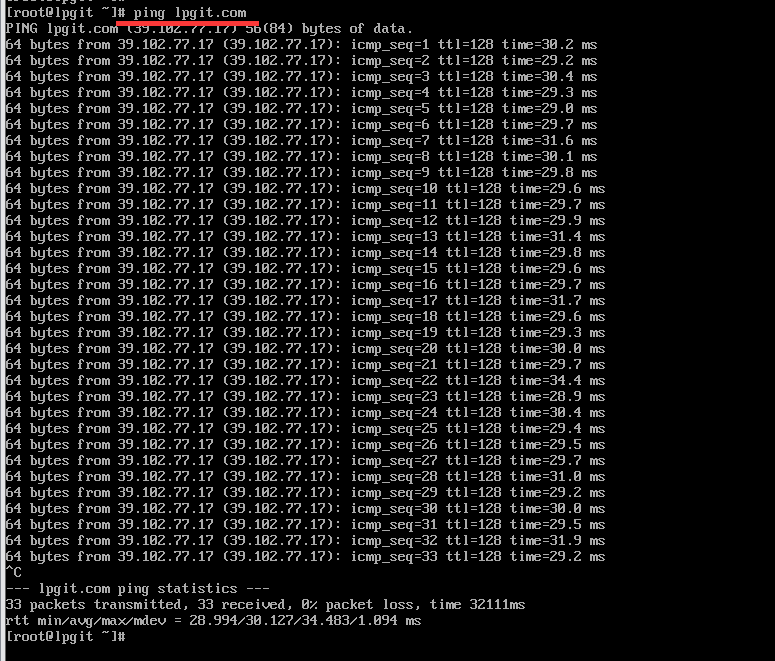 [root@lpgit ~]# ping lpgit.com
PING lpgit.com (39.102.77.17) 56(84) bytes of data.
64 bytes from 39.102.77.17 (39.102.77.17): icmp_seq=1 ttl=128 time=30.2 ms
64 bytes from 39.102.77.17 (39.102.77.17): icmp_seq=2 ttl=128 time=29.2 ms
64 bytes from 39.102.77.17 (39.102.77.17): icmp_seq=3 ttl=128 time=30.4 ms
64 bytes from 39.102.77.17 (39.102.77.17): icmp_seq=4 ttl=128 time=29.3 ms
64 bytes from 39.102.77.17 (39.102.77.17): icmp_seq=5 ttl=128 time=29.0 ms
64 bytes from 39.102.77.17 (39.102.77.17): icmp_seq=6 ttl=128 time=29.7 ms
64 bytes from 39.102.77.17 (39.102.77.17): icmp_seq=7 ttl=128 time=31.6 ms
64 bytes from 39.102.77.17 (39.102.77.17): icmp_seq=8 ttl=128 time=30.1 ms
64 bytes from 39.102.77.17 (39.102.77.17): icmp_seq=9 ttl=128 time=29.8 ms
64 bytes from 39.102.77.17 (39.102.77.17): icmp_seq=10 ttl=128 time=29.6 ms
64 bytes from 39.102.77.17 (39.102.77.17): icmp_seq=11 ttl=128 time=29.7 ms
64 bytes from 39.102.77.17 (39.102.77.17): icmp_seq=12 ttl=128 time=29.9 ms
64 bytes from 39.102.77.17 (39.102.77.17): icmp_seq=13 ttl=128 time=31.4 ms
64 bytes from 39.102.77.17 (39.102.77.17): icmp_seq=14 ttl=128 time=29.8 ms
64 bytes from 39.102.77.17 (39.102.77.17): icmp_seq=15 ttl=128 time=29.6 ms
64 bytes from 39.102.77.17 (39.102.77.17): icmp_seq=16 ttl=128 time=29.7 ms
64 bytes from 39.102.77.17 (39.102.77.17): icmp_seq=17 ttl=128 time=31.7 ms
64 bytes from 39.102.77.17 (39.102.77.17): icmp_seq=18 ttl=128 time=29.6 ms
64 bytes from 39.102.77.17 (39.102.77.17): icmp_seq=19 ttl=128 time=29.3 ms
64 bytes from 39.102.77.17 (39.102.77.17): icmp_seq=20 ttl=128 time=30.0 ms
64 bytes from 39.102.77.17 (39.102.77.17): icmp_seq=21 ttl=128 time=29.7 ms
64 bytes from 39.102.77.17 (39.102.77.17): icmp_seq=22 ttl=128 time=34.4 ms
64 bytes from 39.102.77.17 (39.102.77.17): icmp_seq=23 ttl=128 time=28.9 ms
64 bytes from 39.102.77.17 (39.102.77.17): icmp_seq=24 ttl=128 time=30.4 ms
64 bytes from 39.102.77.17 (39.102.77.17): icmp_seq=25 ttl=128 time=29.4 ms
64 bytes from 39.102.77.17 (39.102.77.17): icmp_seq=26 ttl=128 time=29.5 ms
64 bytes from 39.102.77.17 (39.102.77.17): icmp_seq=27 ttl=128 time=29.7 ms
64 bytes from 39.102.77.17 (39.102.77.17): icmp_seq=28 ttl=128 time=31.0 ms
64 bytes from 39.102.77.17 (39.102.77.17): icmp_seq=29 ttl=128 time=29.2 ms
64 bytes from 39.102.77.17 (39.102.77.17): icmp_seq=30 ttl=128 time=30.0 ms
64 bytes from 39.102.77.17 (39.102.77.17): icmp_seq=31 ttl=128 time=29.5 ms
64 bytes from 39.102.77.17 (39.102.77.17): icmp_seq=32 ttl=128 time=31.9 ms
64 bytes from 39.102.77.17 (39.102.77.17): icmp_seq=33 ttl=128 time=29.2 ms
^C
--- lpgit.com ping statistics ---
33 packets transmitted, 33 received, 0% packet loss, time 32111ms
rtt min/avg/max/mdev = 28.994/30.127/34.483/1.094 ms
[root@lpgit ~]#